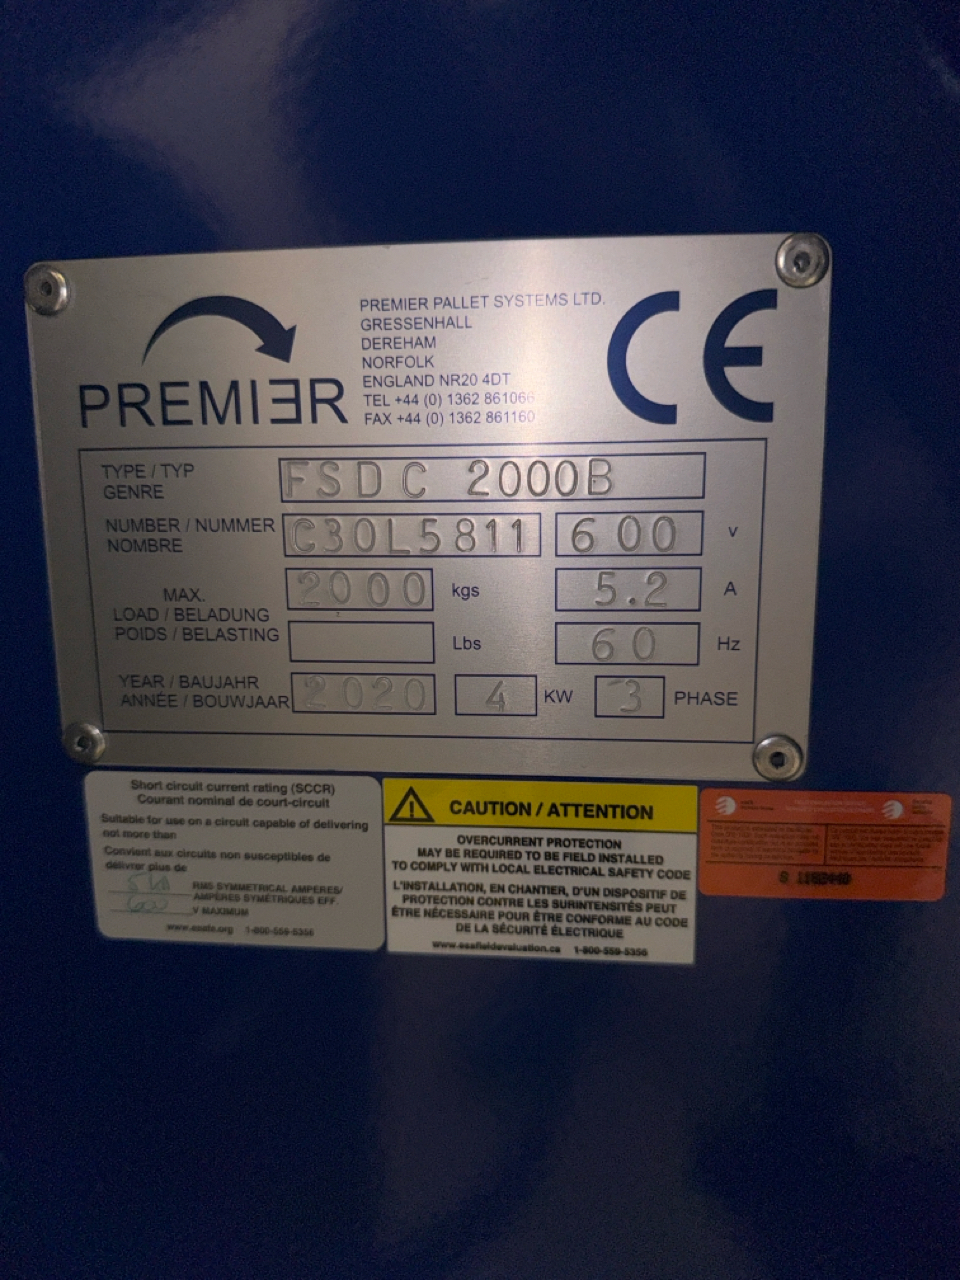 PREMIER
PREMIER PALLET SYSTEMS LTD.
GRESSENHALL
DEREHAM
NORFOLK
ENGLAND NR20 4DT
TEL +44 (0) 1362 861066
FAX +44 (0) 1362 861160
CE
TYPE / TYP
GENRE
FSDC 2000B
NUMBER / NUMMER
NOMBRE
C30L5811 600 V
MAX.
LOAD / BELADUNG
POIDS / BELASTING
2000 kgs 5.2 A
Lbs 60 Hz
YEAR / BAUJAHR
ANNÉE / BOUWJAAR
2020 4 KW 3 PHASE
Short circuit current rating (SCCR)
Courant nominal de court-circuit
Suitable for use on a circuit capable of delivering
not more than
Convient aux circuits non susceptibles de
délivrer plus de
5 kA RMS SYMMETRICAL AMPERES/
AMPÈRES SYMÉTRIQUES EFF.
600 V MAXIMUM
www.esafe.org 1-800-559-5356
CAUTION / ATTENTION
OVERCURRENT PROTECTION
MAY BE REQUIRED TO BE FIELD INSTALLED
TO COMPLY WITH LOCAL ELECTRICAL SAFETY CODE
L'INSTALLATION, EN CHANTIER, D'UN DISPOSITIF DE
PROTECTION CONTRE LES SURINTENSITÉS PEUT
ÊTRE NÉCESSAIRE POUR ÊTRE CONFORME AU CODE
DE LA SÉCURITÉ ÉLECTRIQUE
www.esafieldevaluation.ca 1-800-559-5356